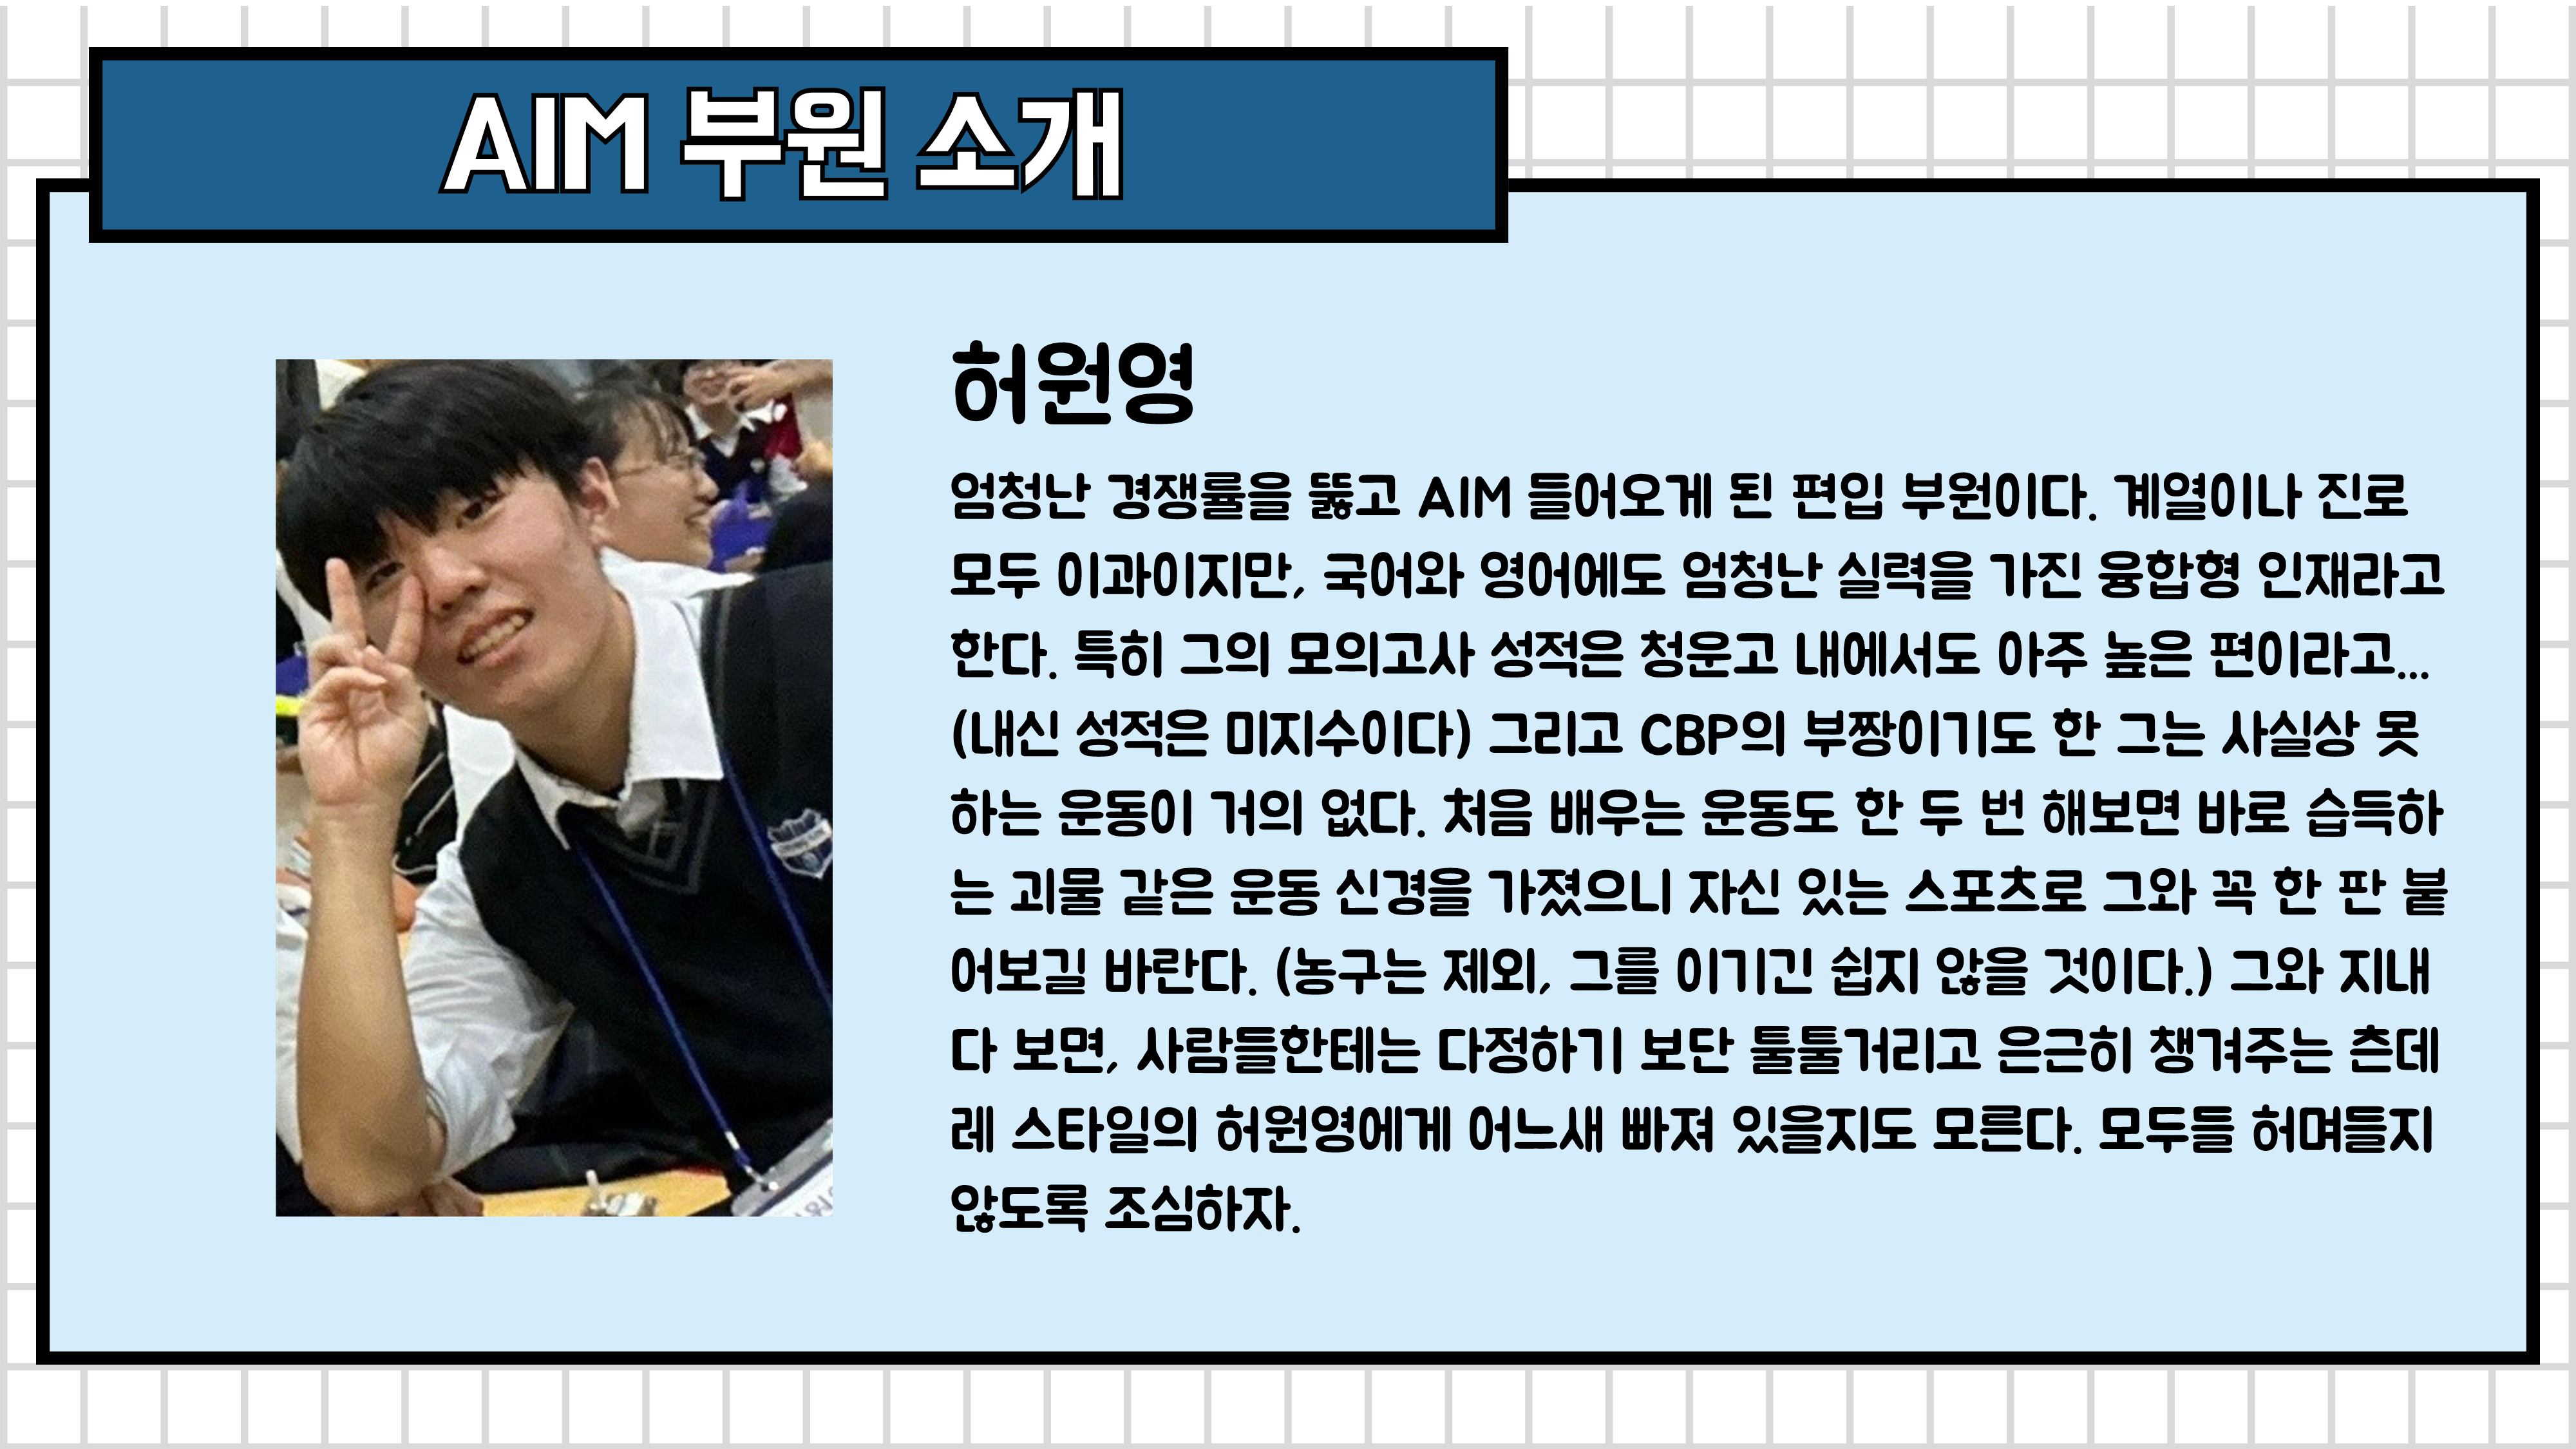 AIM 부원 소개
허원영
엄청난 경쟁률을 뚫고 AIM 들어오게 된 편입 부원이다. 계열이나 진로
모두 이과이지만, 국어와 영어에도 엄청난 실력을 가진 융합형 인재라고
한다. 특히 그의 모의고사 성적은 청운고 내에서도 아주 높은 편이라고...
(내신 성적은 미지수이다) 그리고 CBP의 부짱이기도 한 그는 사실상 못
하는 운동이 거의 없다. 처음 배우는 운동도 한 두 번 해보면 바로 습득하
는 괴물 같은 운동 신경을 가졌으니 자신 있는 스포츠로 그와 꼭 한 판 붙
어보길 바란다. (농구는 제외, 그를 이기긴 쉽지 않을 것이다.) 그와 지내
다 보면, 사람들한테는 다정하기 보단 툴툴거리고 은근히 챙겨주는 츤데
레 스타일의 허원영에게 어느새 빠져 있을지도 모른다. 모두들 허며들지
않도록 조심하자.